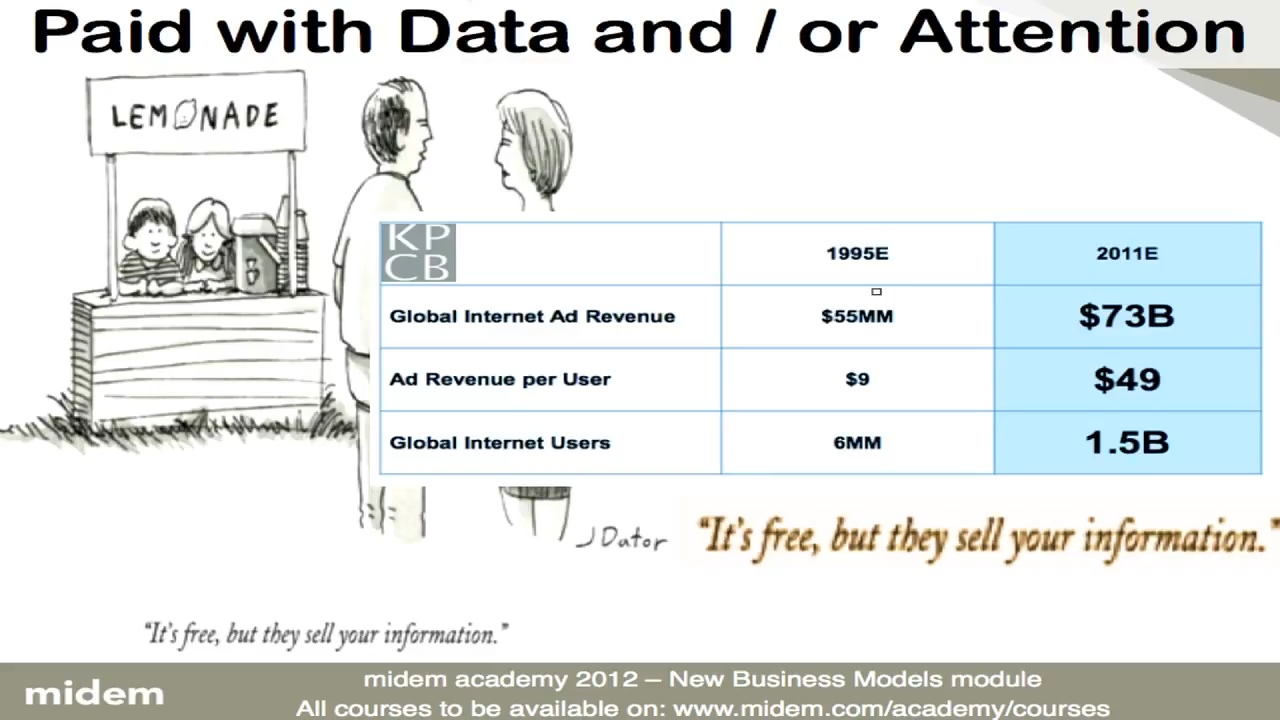 Paid with Data and / or Attention
LEMONADE
KP
CB
1995E 2011E
Global Internet Ad Revenue $55MM $73B
Ad Revenue per User $9 $49
Global Internet Users 6MM 1.5B
J Dator
“It’s free, but they sell your information.”
“It’s free, but they sell your information.”
midem
midem academy 2012 – New Business Models module
All courses to be available on: www.midem.com/academy/courses